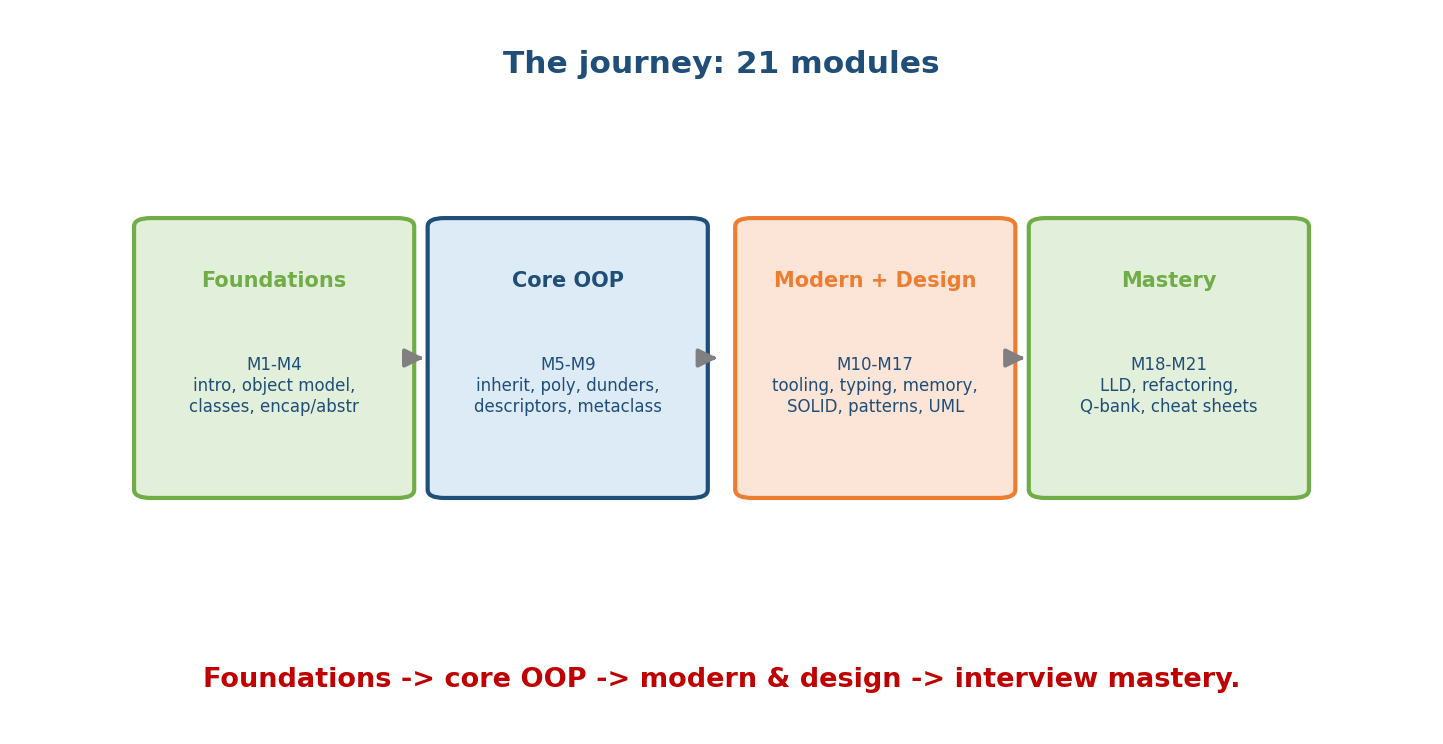 The journey: 21 modules
Foundations
M1-M4
intro, object model,
classes, encap/abstr
Core OOP
M5-M9
inherit, poly, dunders,
descriptors, metaclass
Modern + Design
M10-M17
tooling, typing, memory,
SOLID, patterns, UML
Mastery
M18-M21
LLD, refactoring,
Q-bank, cheat sheets
Foundations -> core OOP -> modern & design -> interview mastery.